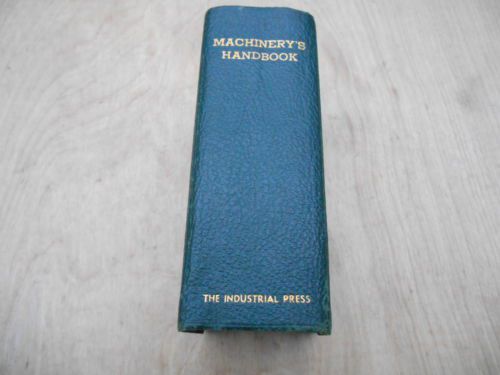 MACHINERY'S
HANDBOOK
THE INDUSTRIAL PRESS